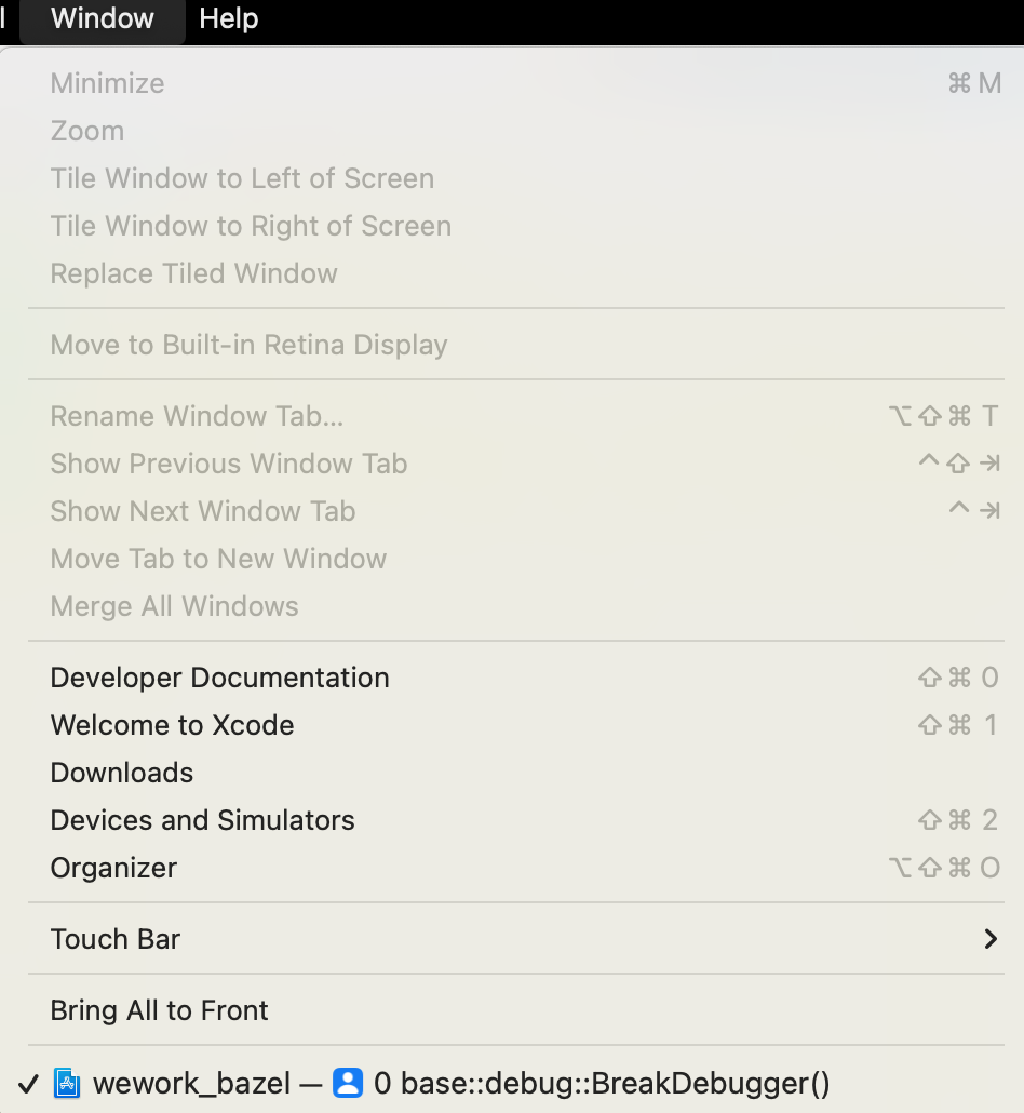 Window Help
Minimize ⌘ M
Zoom
Tile Window to Left of Screen
Tile Window to Right of Screen
Replace Tiled Window
Move to Built-in Retina Display
Rename Window Tab... ⌥⇧⌘ T
Show Previous Window Tab ^⇧⇥
Show Next Window Tab ^⇥
Move Tab to New Window
Merge All Windows
Developer Documentation ⇧⌘ 0
Welcome to Xcode ⇧⌘ 1
Downloads
Devices and Simulators ⇧⌘ 2
Organizer ⌥⇧⌘ O
Touch Bar
Bring All to Front
✓ wework_bazel — 0 base::debug::BreakDebugger()